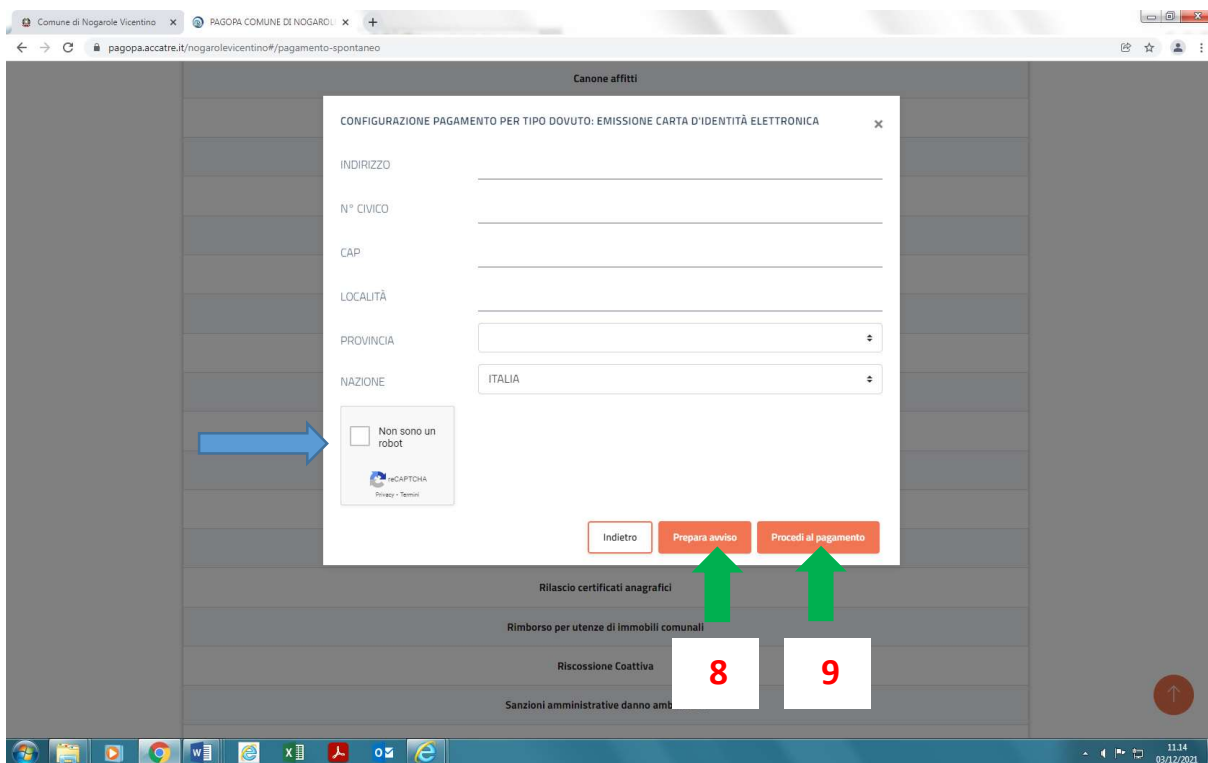 Comune di Nogarole Vicentino
PAGOPA COMUNE DI NOGAROL
pagopa.accatre.it/nogarolevicentino#/pagamento-spontaneo
Canone affitti
CONFIGURAZIONE PAGAMENTO PER TIPO DOVUTO: EMISSIONE CARTA D'IDENTITÀ ELETTRONICA
INDIRIZZO
N° CIVICO
CAP
LOCALITÀ
PROVINCIA
NAZIONE ITALIA
Non sono un
robot
reCAPTCHA
Privacy - Termini
Indietro Prepara avviso Procedi al pagamento
Rilascio certificati anagrafici
Rimborso per utenze di immobili comunali
Riscossione Coattiva
8 9
Sanzioni amministrative danno amb
11.14
03/12/2021